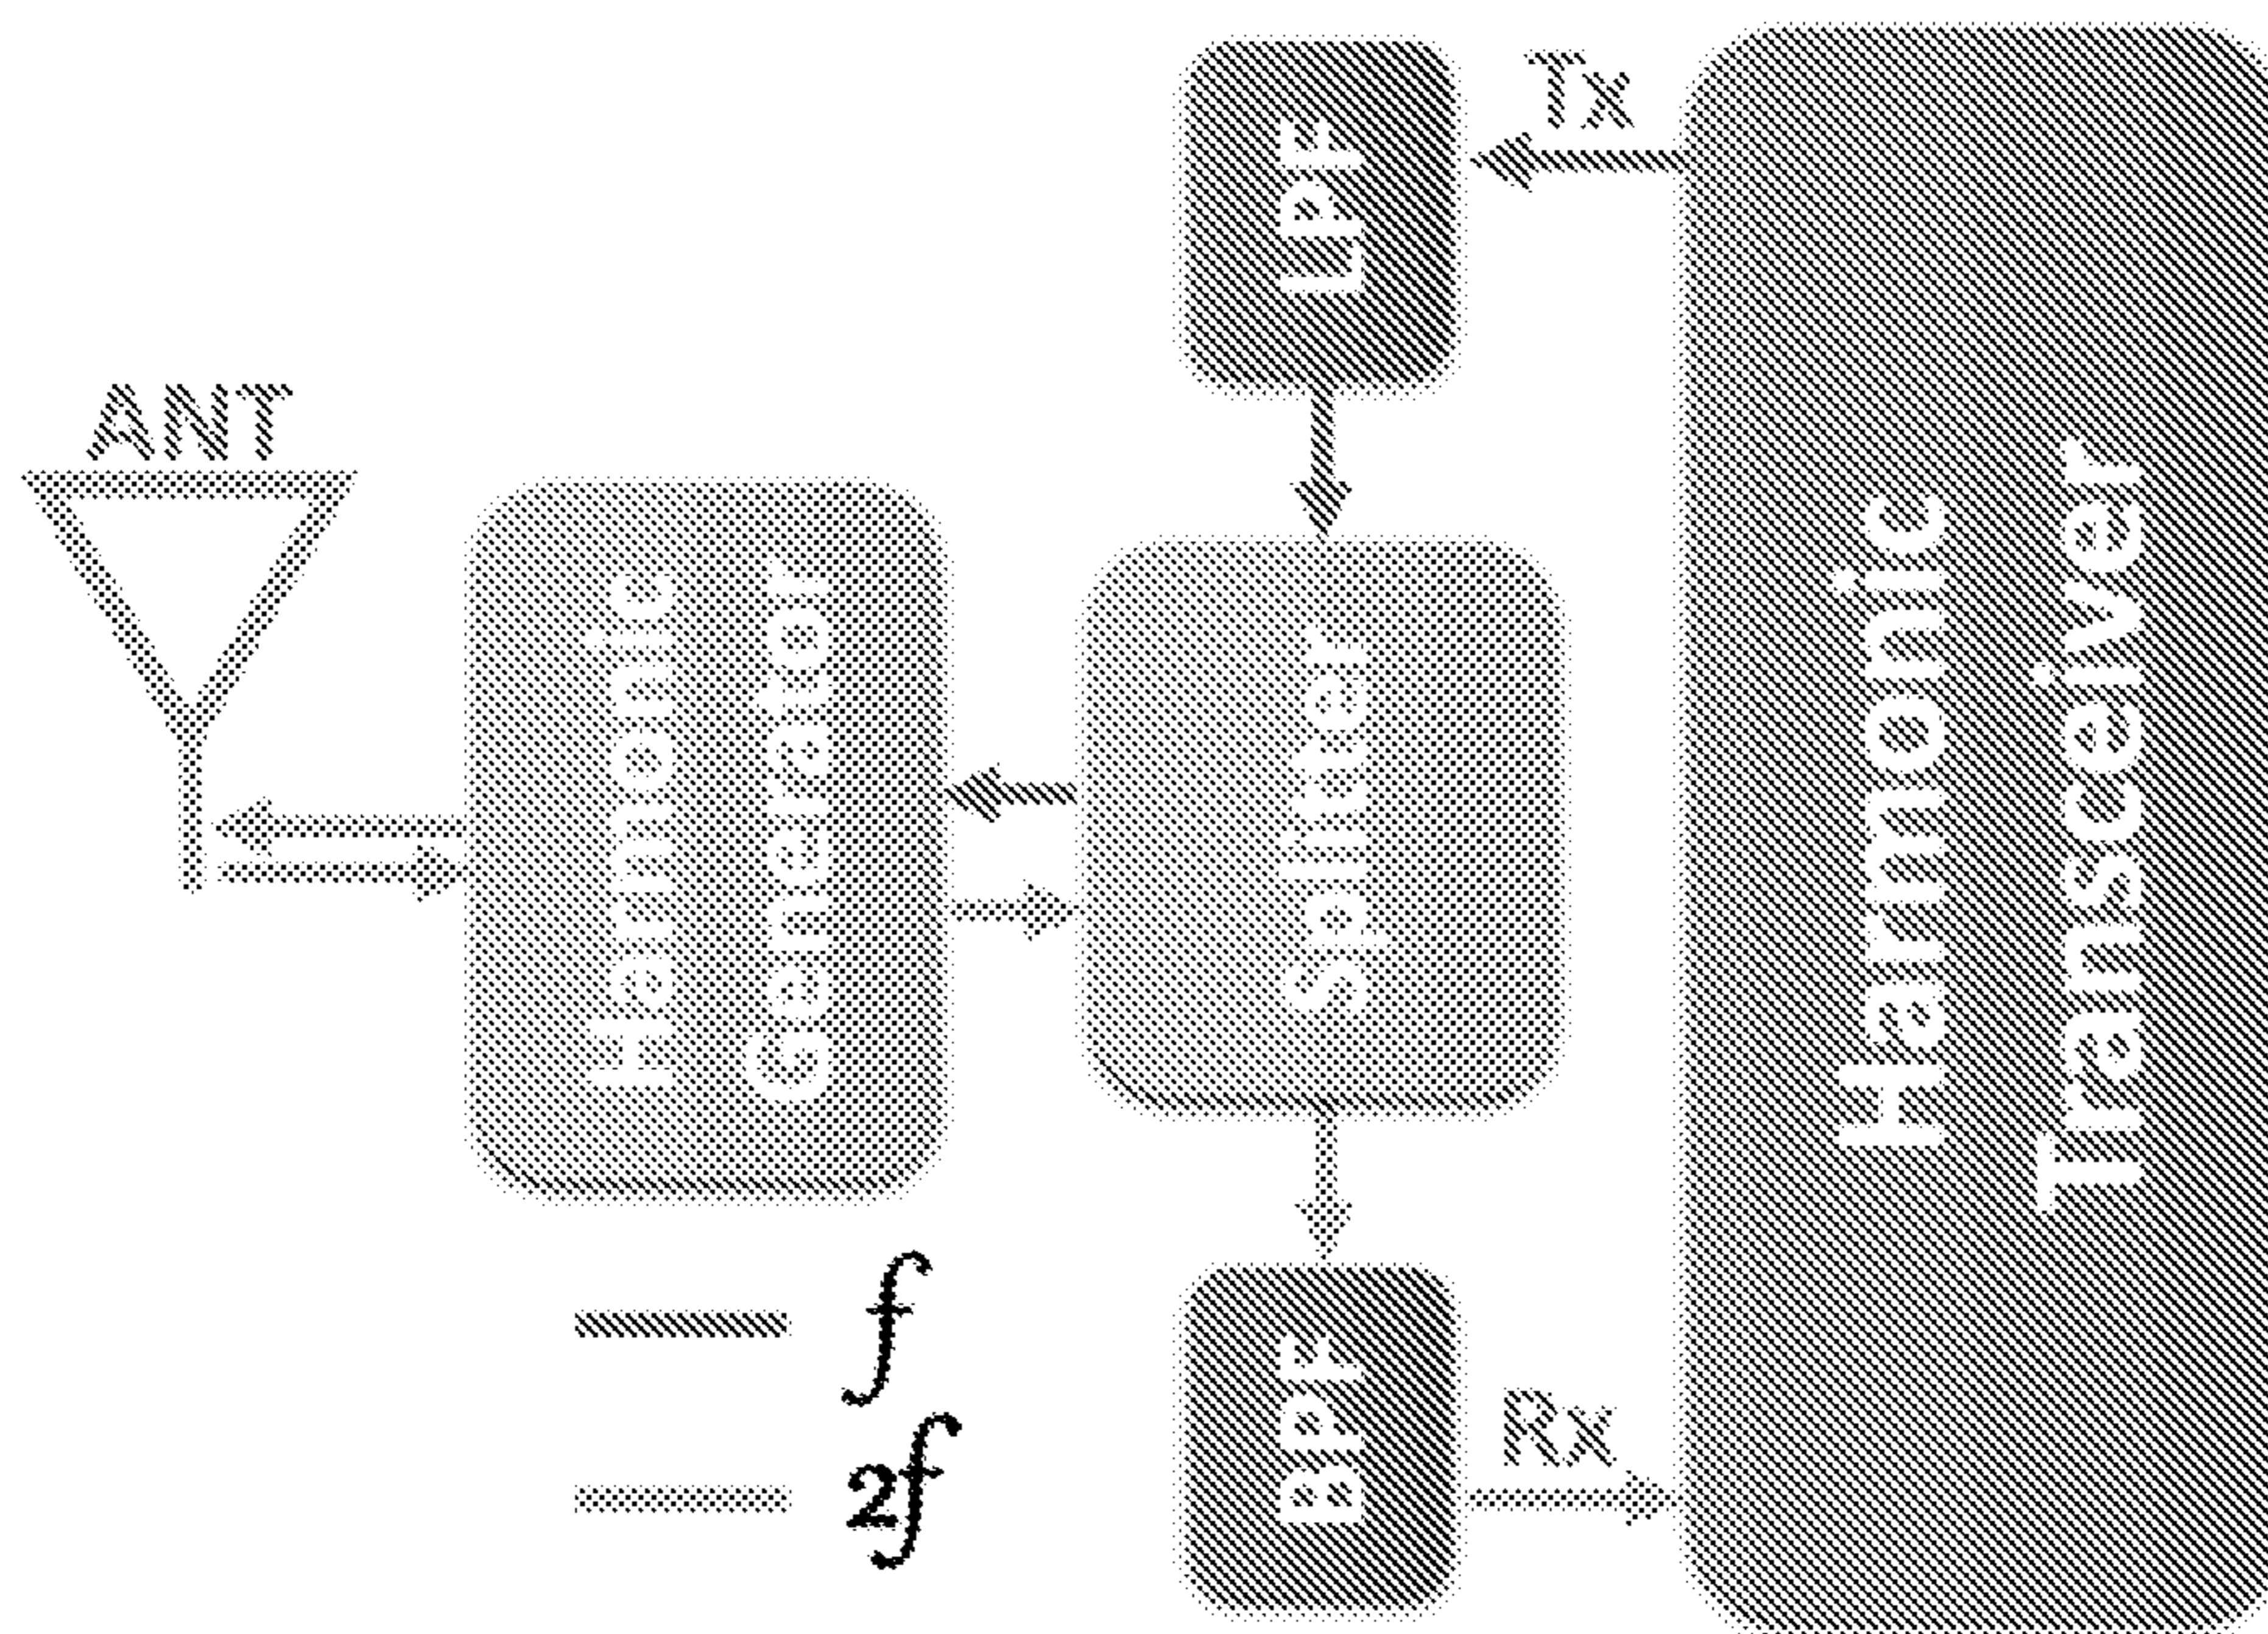 ANT
Harmonic
Generator
LPF
Tx
Splitter
BPF
Rx
Harmonic
Transceiver
f
2f